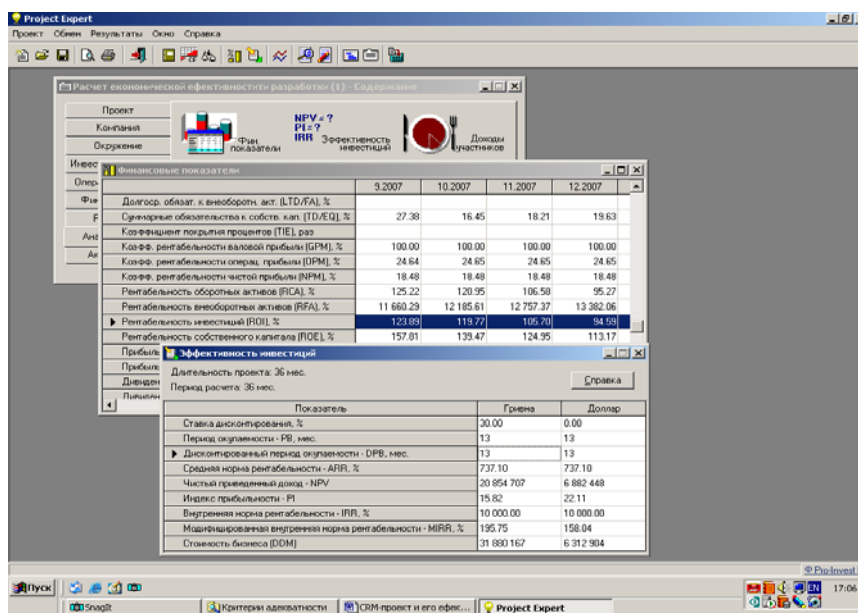 Project Expert
Проект Обмен Результаты Окно Справка
Расчет економической ефективностити разработки (1) - Содержание
Проект
Компания
Окружение
Фин. показатели
NPV = ?
PI = ?
IRR
Эффективность инвестиций
Доходы участников
Финансовые показатели
9.2007 10.2007 11.2007 12.2007
Долгоср. обязат. к внеоборотн. акт. (LTD/FA), %
Суммарные обязательства к собств. кап. (TD/EQ), % 27.38 16.45 18.21 19.63
Коэффициент покрытия процентов (TIE), раз
Коэфф. рентабельности валовой прибыли (GPM), % 100.00 100.00 100.00 100.00
Коэфф. рентабельности операц. прибыли (OPM), % 24.64 24.65 24.65 24.65
Коэфф. рентабельности чистой прибыли (NPM), % 18.48 18.48 18.48 18.48
Рентабельность оборотных активов (RCA), % 125.22 120.95 106.58 95.27
Рентабельность внеоборотных активов (RFA), % 11 660.29 12 185.61 12 757.37 13 382.06
Рентабельность инвестиций (ROI), % 123.89 119.77 105.70 94.59
Рентабельность собственного капитала (ROE), % 157.81 139.47 124.95 113.17
Эффективность инвестиций
Длительность проекта: 36 мес.
Период расчета: 36 мес.
Справка
Показатель Гривна Доллар
Ставка дисконтирования, % 30.00 0.00
Период окупаемости - PB, мес. 13 13
Дисконтированный период окупаемости - DPB, мес. 13 13
Средняя норма рентабельности - ARR, % 737.10 737.10
Чистый приведенный доход - NPV 20 854 707 6 882 448
Индекс прибыльности - PI 15.82 22.11
Внутренняя норма рентабельности - IRR, % 10 000.00 10 000.00
Модифицированная внутренняя норма рентабельности - MIRR, % 195.75 158.04
Стоимость бизнеса (DDM) 31 880 167 6 312 904
© Pro-Invest
Пуск
EN 17:06
SnagIt Критерии адекватности CRM-проект и его ефек... Project Expert